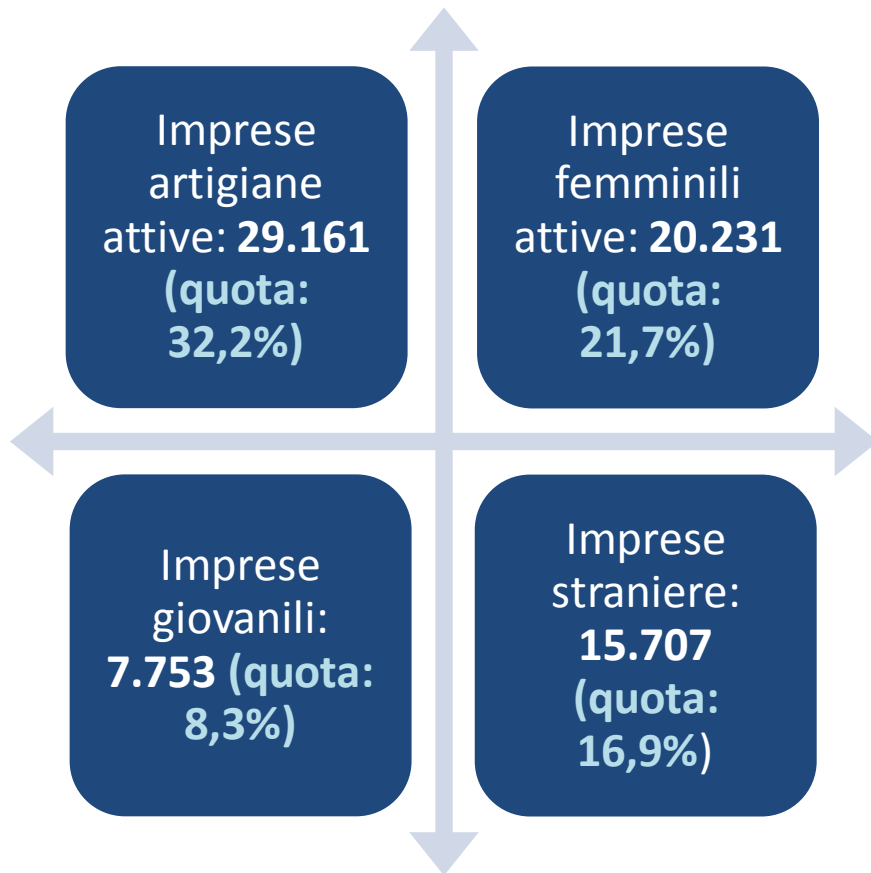 Imprese
artigiane
attive: 29.161
(quota:
32,2%)
Imprese
femminili
attive: 20.231
(quota:
21,7%)
Imprese
giovanili:
7.753 (quota:
8,3%)
Imprese
straniere:
15.707
(quota:
16,9%)